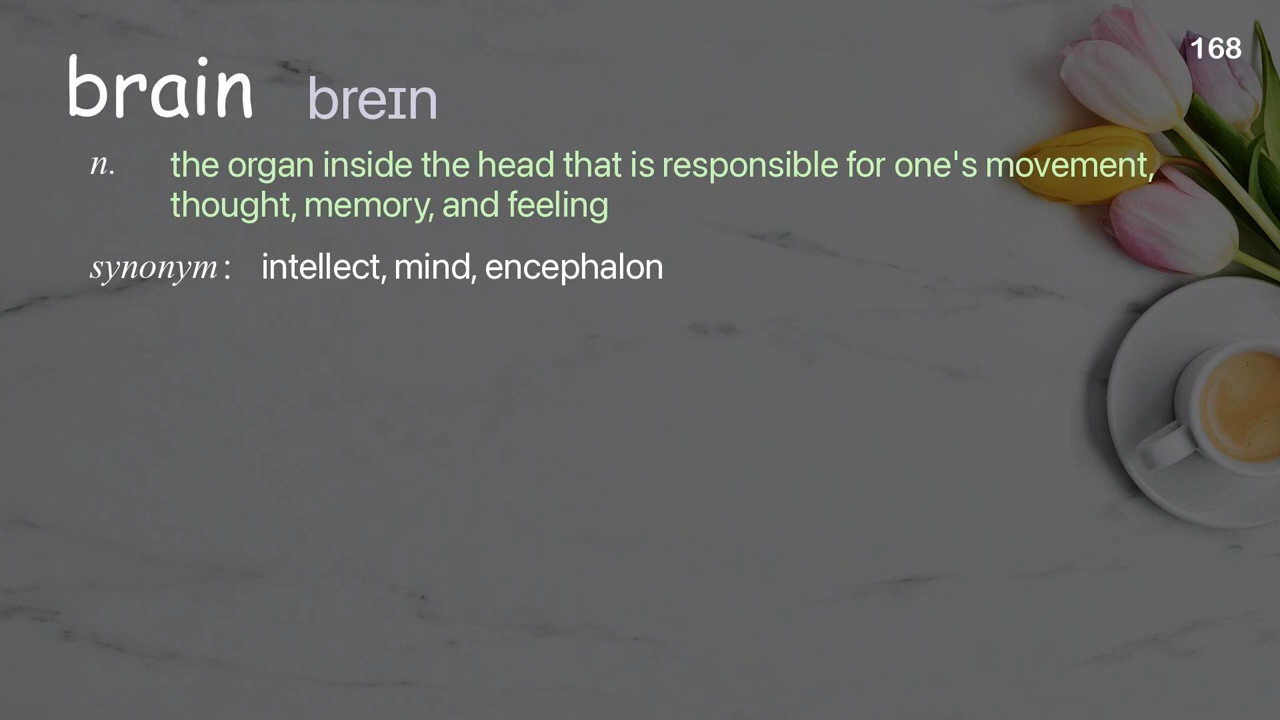 168
brain breɪn
n. the organ inside the head that is responsible for one's movement,
thought, memory, and feeling
synonym: intellect, mind, encephalon